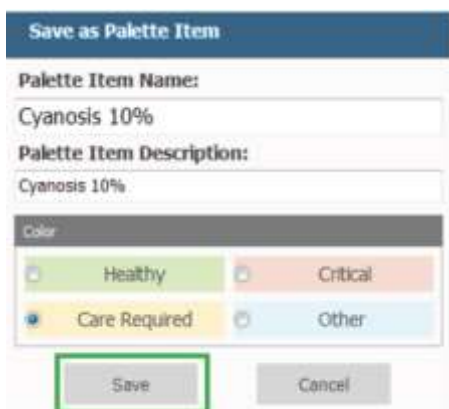 Save as Palette Item
Palette Item Name:
Cyanosis 10%
Palette Item Description:
Cyanosis 10%
Color
Healthy Critical
Care Required Other
Save Cancel